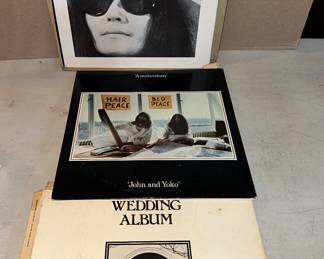 'Amsterdam'
HAIR PEACE
BED PEACE
'John and Yoko'
WEDDING
ALBUM